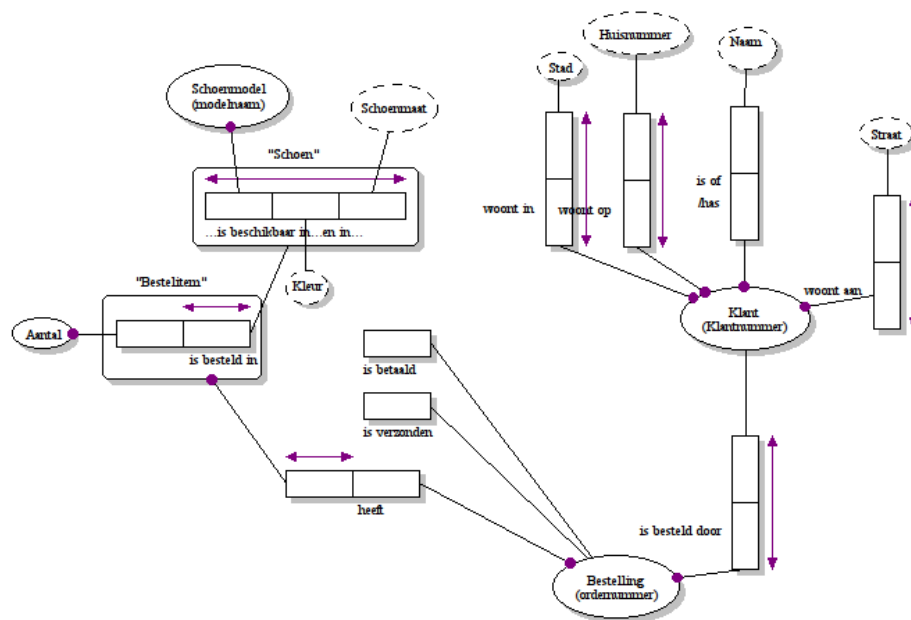 Huisnummer
Naam
Stad
Schoenmodel
(modelnaam)
Schoenmaat
Straat
"Schoen"
is of
/has
woont in
woont op
...is beschikbaar in...en in...
"Bestelitem"
Kleur
woont aan
Klant
(Klantnummer)
Aantal
is besteld in
is betaald
is verzonden
heeft
is besteld door
Bestelling
(ordernummer)